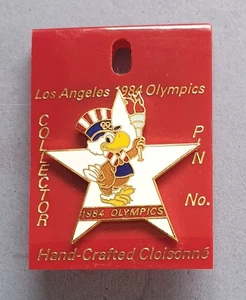 Los Angeles 1984 Olympics
COLLECTOR
PIN No.
1984 OLYMPICS
Hand-Crafted Cloisonné